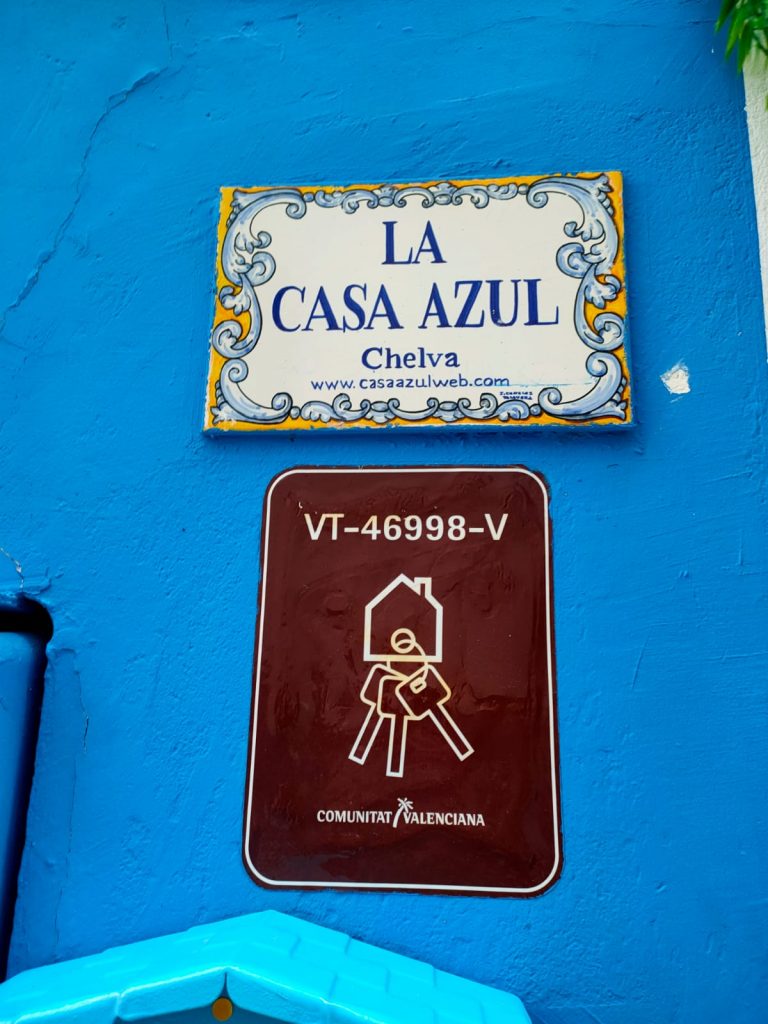 LA
CASA AZUL
Chelva
www.casaazulweb.com
VT-46998-V
COMUNITAT VALENCIANA